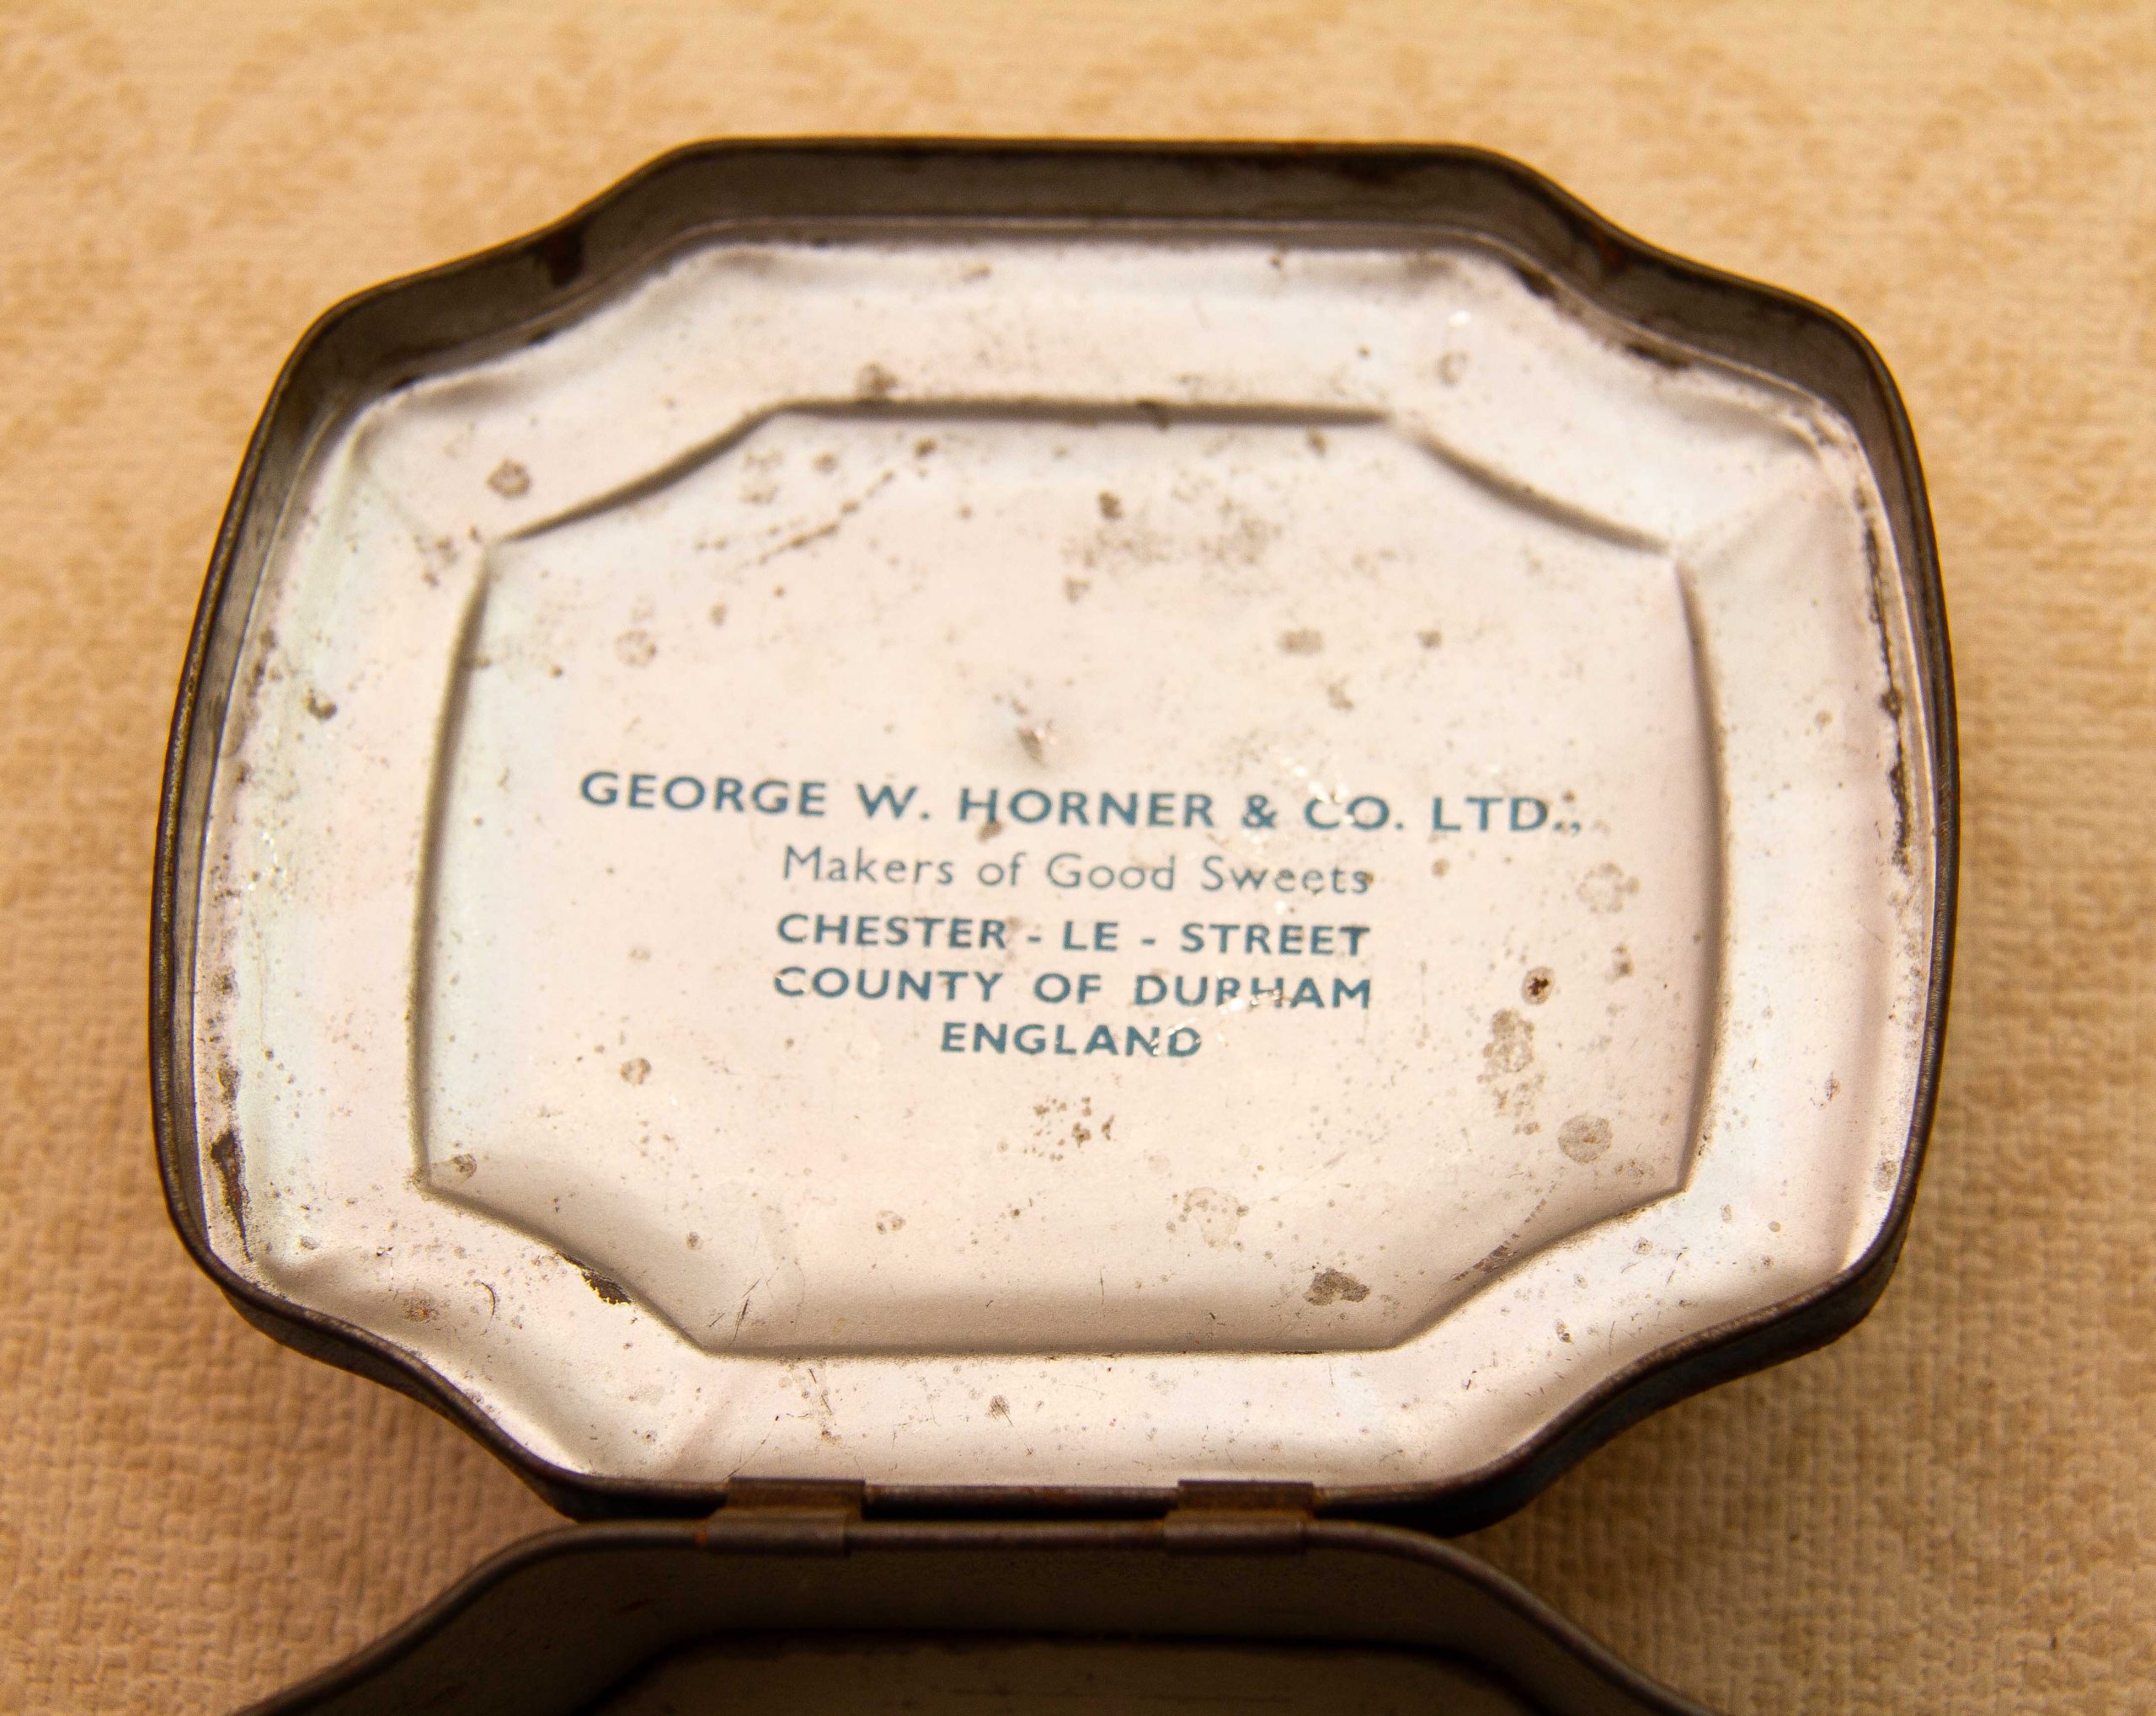 GEORGE W. HORNER & CO. LTD.,
Makers of Good Sweets
CHESTER - LE - STREET
COUNTY OF DURHAM
ENGLAND